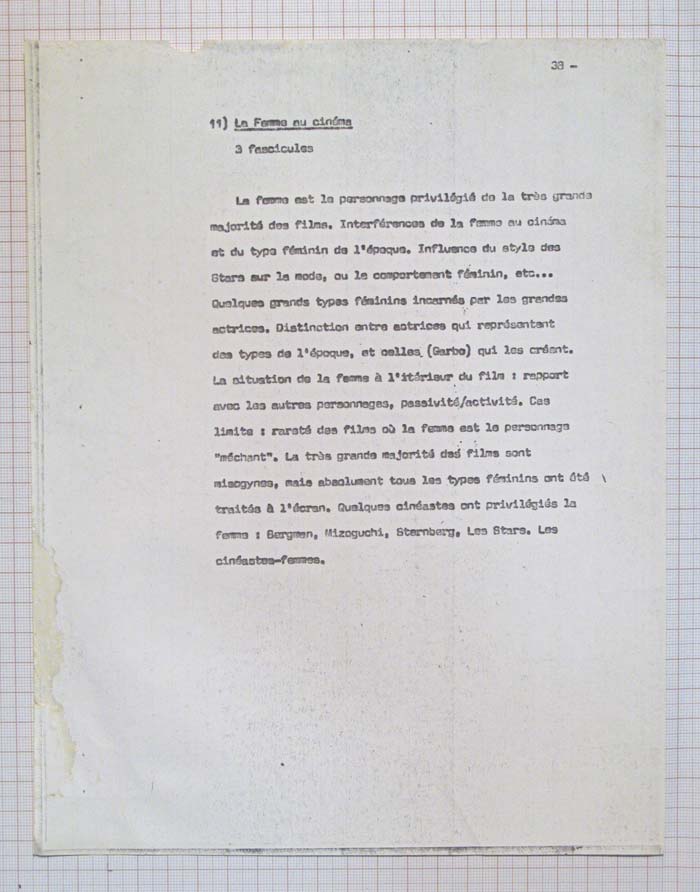 38 -
11) La Femme au cinéma
3 fascicules
La femme est le personnage privilégié de la très grande
majorité des films. Interférences de la femme au cinéma
et du type féminin de l'époque. Influence du style des
Stars sur la mode, ou le comportement féminin, etc...
Quelques grands types féminins incarnés par les grandes
actrices. Distinction entre actrices qui représentent
des types de l'époque, et celles (Garbo) qui les créent.
La situation de la femme à l'itérieur du film : rapport
avec les autres personnages, passivité/activité. Cas
limite : rareté des films où la femme est le personnage
"méchant". La très grande majorité des films sont
misogynes, mais absolument tous les types féminins ont été
traités à l'écran. Quelques cinéastes ont privilégiés la
femme : Bergman, Mizoguchi, Sternberg, Les Stars. Les
cinéastes-femmes.